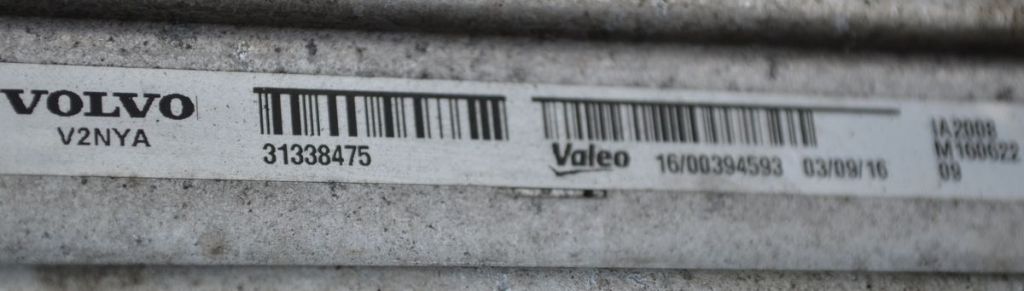 VOLVO
V2NYA
31338475
Valeo 16/00394593 03/09/16
IA2008
M160622
09